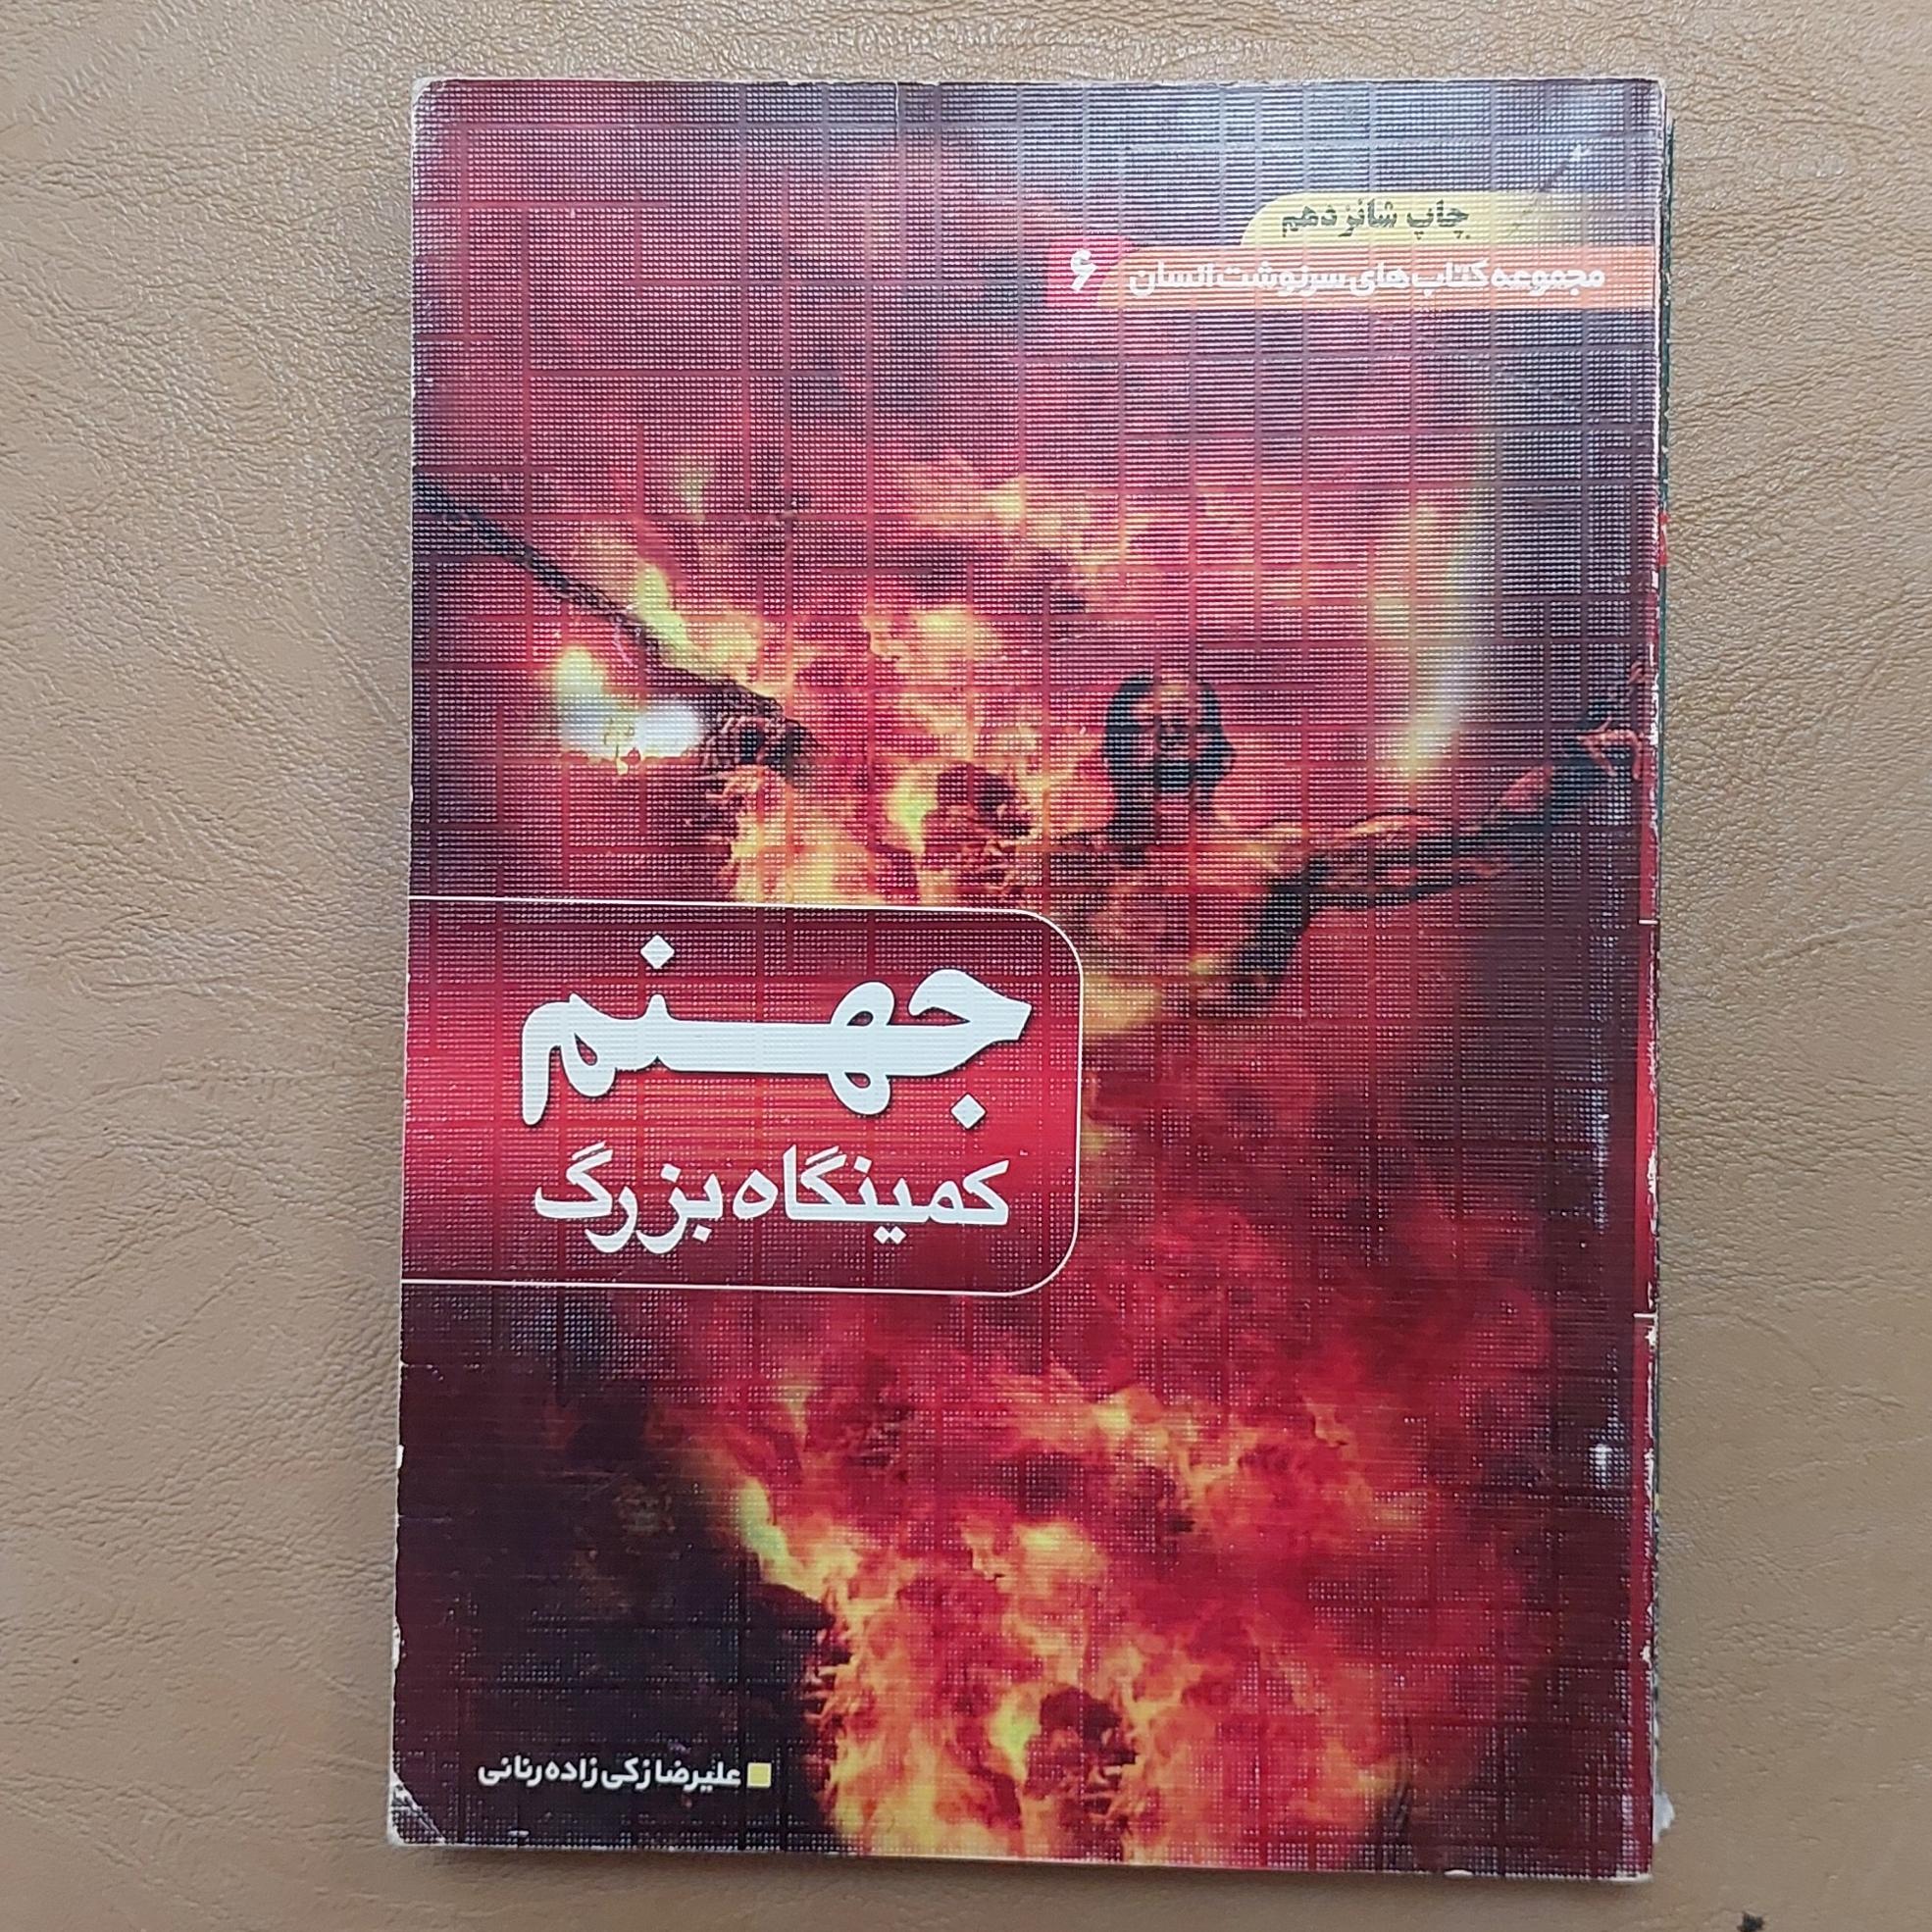 چاپ شانزدهم
مجموعه کتاب های سرنوشت انسان ۶
جهنم
کمینگاه بزرگ
علیرضا زکی زاده رنانی